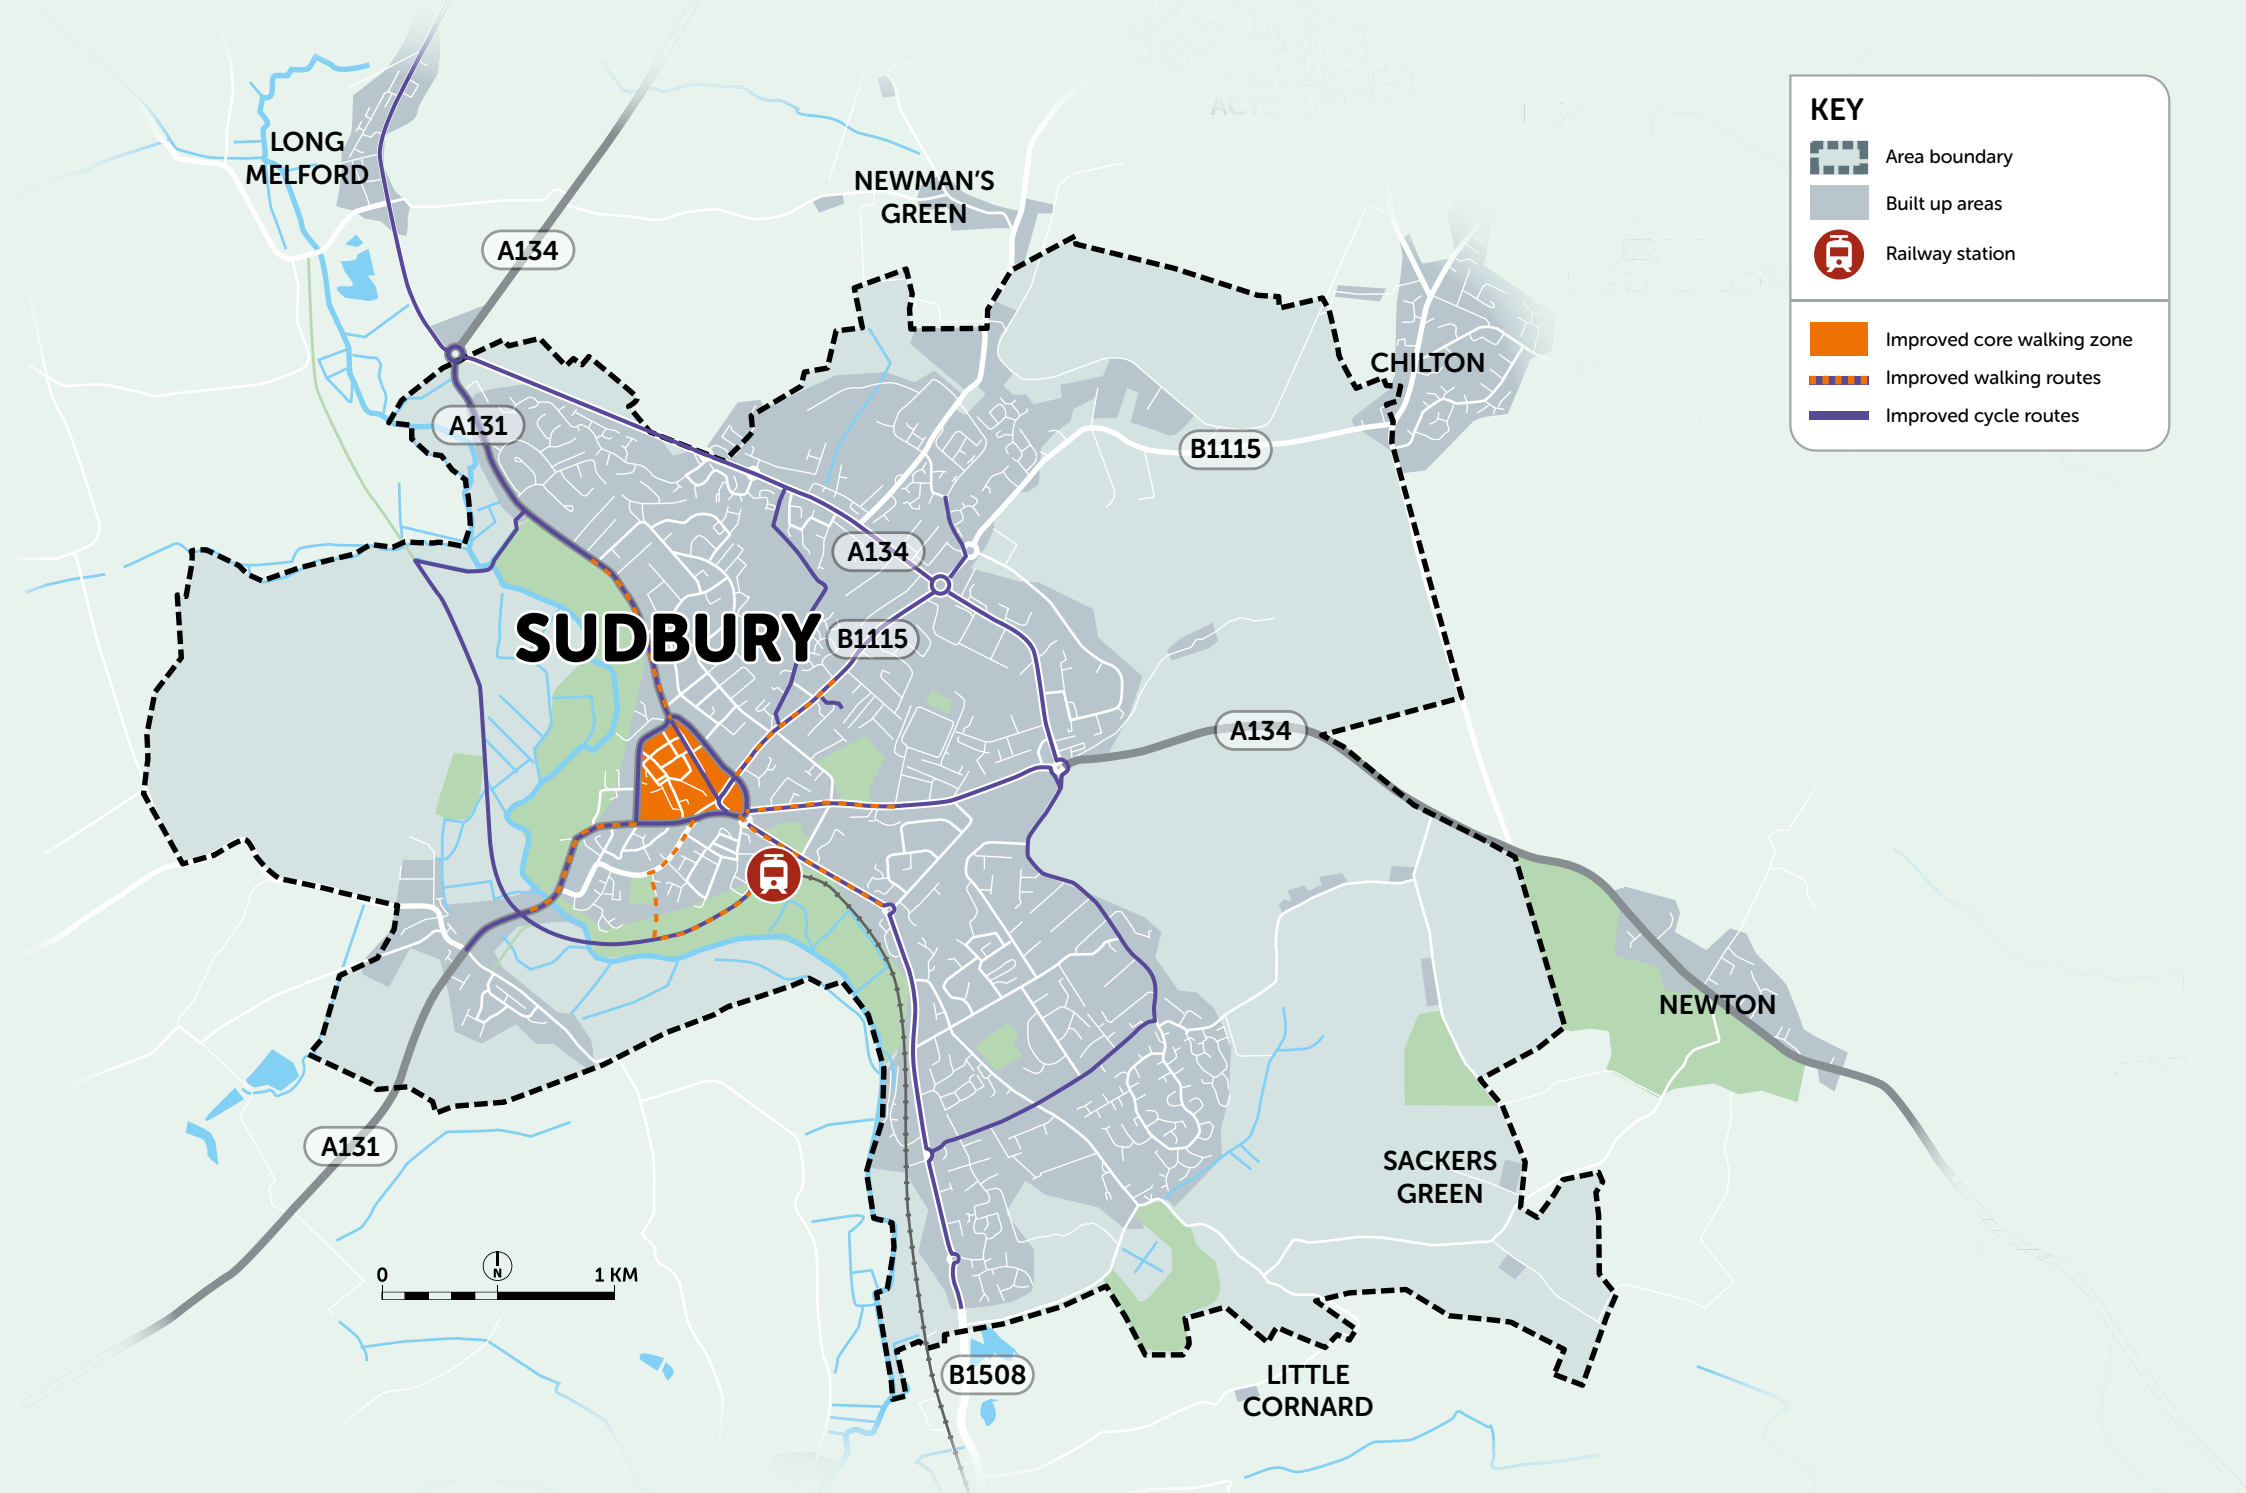 LONG
MELFORD
NEWMAN'S
GREEN
KEY
Area boundary
Built up areas
Railway station
Improved core walking zone
Improved walking routes
Improved cycle routes
A134
CHILTON
A131
B1115
A134
SUDBURY
B1115
A134
NEWTON
A131
SACKERS
GREEN
0
N
1 KM
B1508
LITTLE
CORNARD